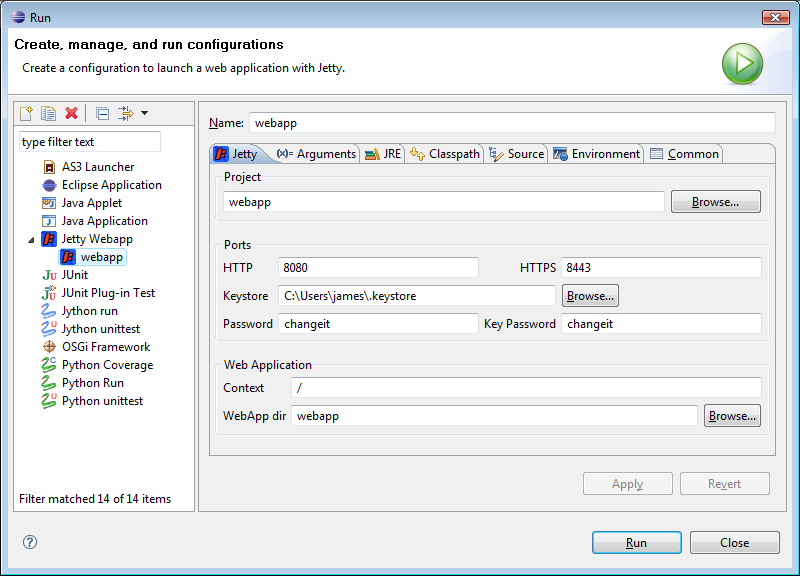 Run
Create, manage, and run configurations
Create a configuration to launch a web application with Jetty.
type filter text
AS3 Launcher
Eclipse Application
Java Applet
Java Application
Jetty Webapp
webapp
JUnit
JUnit Plug-in Test
Jython run
Jython unittest
OSGi Framework
Python Coverage
Python Run
Python unittest
Filter matched 14 of 14 items
Name: webapp
Jetty (x)= Arguments JRE Classpath Source Environment Common
Project
webapp Browse...
Ports
HTTP 8080 HTTPS 8443
Keystore C:\Users\james\.keystore Browse...
Password changeit Key Password changeit
Web Application
Context /
WebApp dir webapp Browse...
Apply Revert
? Run Close